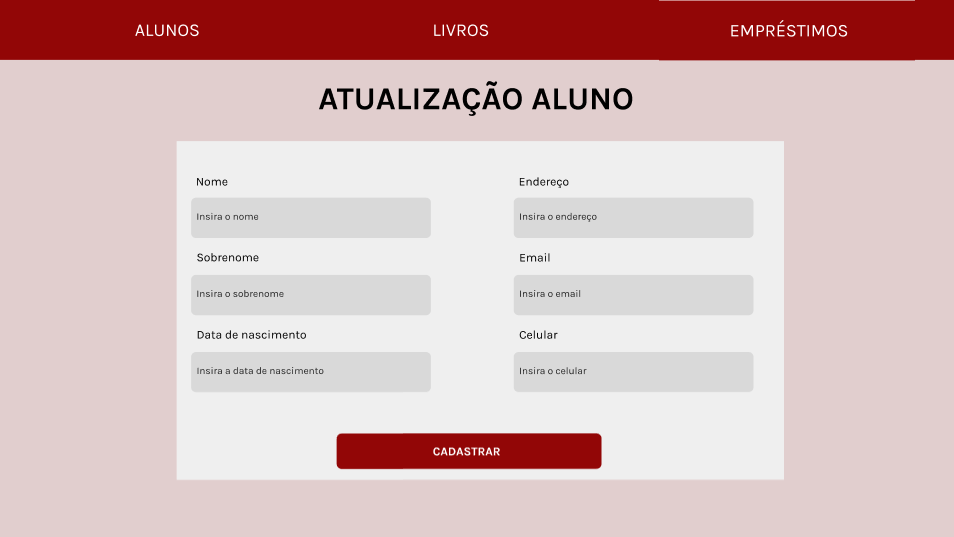 ALUNOS
LIVROS
EMPRÉSTIMOS
ATUALIZAÇÃO ALUNO
Nome
Endereço
Insira o nome
Insira o endereço
Sobrenome
Email
Insira o sobrenome
Insira o email
Data de nascimento
Celular
Insira a data de nascimento
Insira o celular
CADASTRAR